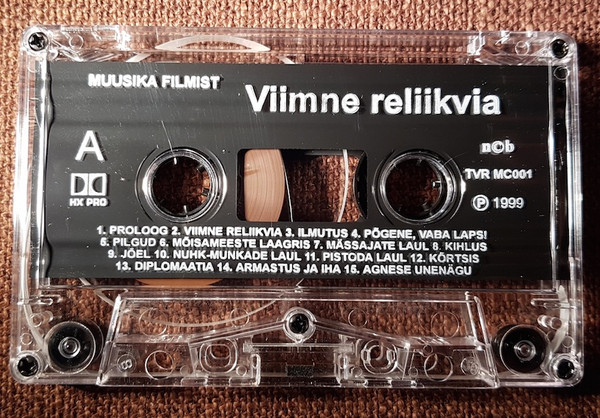 MUUSIKA FILMIST
Viimne reliikvia
A
n©b
HX PRO
TVR MC001
℗ 1999
1. PROLOOG 2. VIIMNE RELIIKVIA 3. ILMUTUS 4. PÕGENE, VABA LAPS!
5. PILGUD 6. MÕISAMEESTE LAAGRIS 7. MÄSSAJATE LAUL 8. KIHLUS
9. JÕEL 10. NUHK-MUNKADE LAUL 11. PISTODA LAUL 12. KÕRTSIS
13. DIPLOMAATIA 14. ARMASTUS JA IHA 15. AGNESE UNENÄGU
8